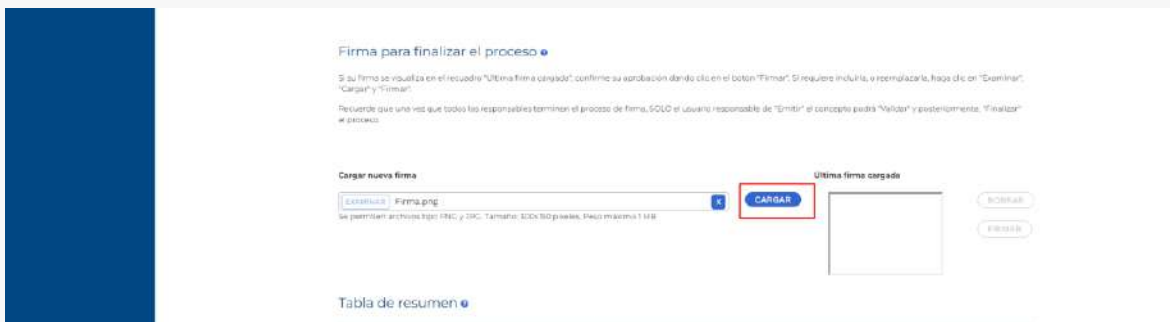 Firma para finalizar el proceso
Si su firma se visualiza en el recuadro "Ultima firma cargada", confirme su aprobación dando clic en el botón "Firmar". Si requiere incluirla, o reemplazarla, haga clic en "Examinar",
"Cargar" y "Firmar".
Recuerde que una vez que todos los responsables terminen el proceso de firma, SOLO el usuario responsable de "Emitir" el concepto podrá "Validar" y posteriormente, "Finalizar"
el proceso.
Cargar nueva firma
Ultima firma cargada
EXAMINAR Firma.png X CARGAR
BORRAR
Se permiten archivos tipo PNG y JPG. Tamaño: 300x150 pixeles. Peso máximo 1 MB
FIRMAR
Tabla de resumen